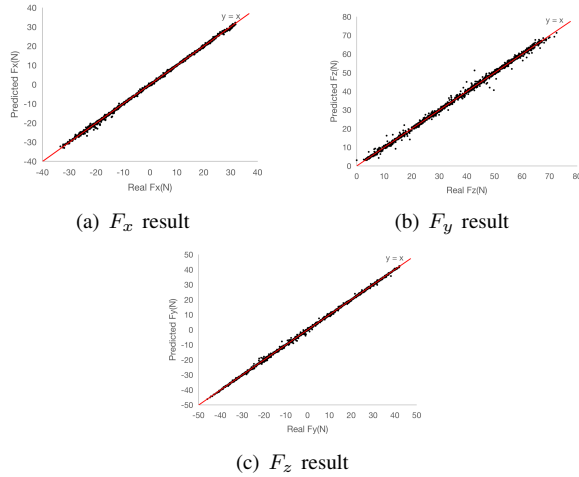 40
30
20
10
0
-10
-20
-30
-40
-40 -30 -20 -10 0 10 20 30 40
Predicted Fx(N)
Real Fx(N)
y = x
(a) Fx result
80
70
60
50
40
30
20
10
0
0 10 20 30 40 50 60 70 80
Predicted Fz(N)
Real Fz(N)
y = x
(b) Fy result
50
40
30
20
10
0
-10
-20
-30
-40
-50
-50 -40 -30 -20 -10 0 10 20 30 40 50
Predicted Fy(N)
Real Fy(N)
y = x
(c) Fz result